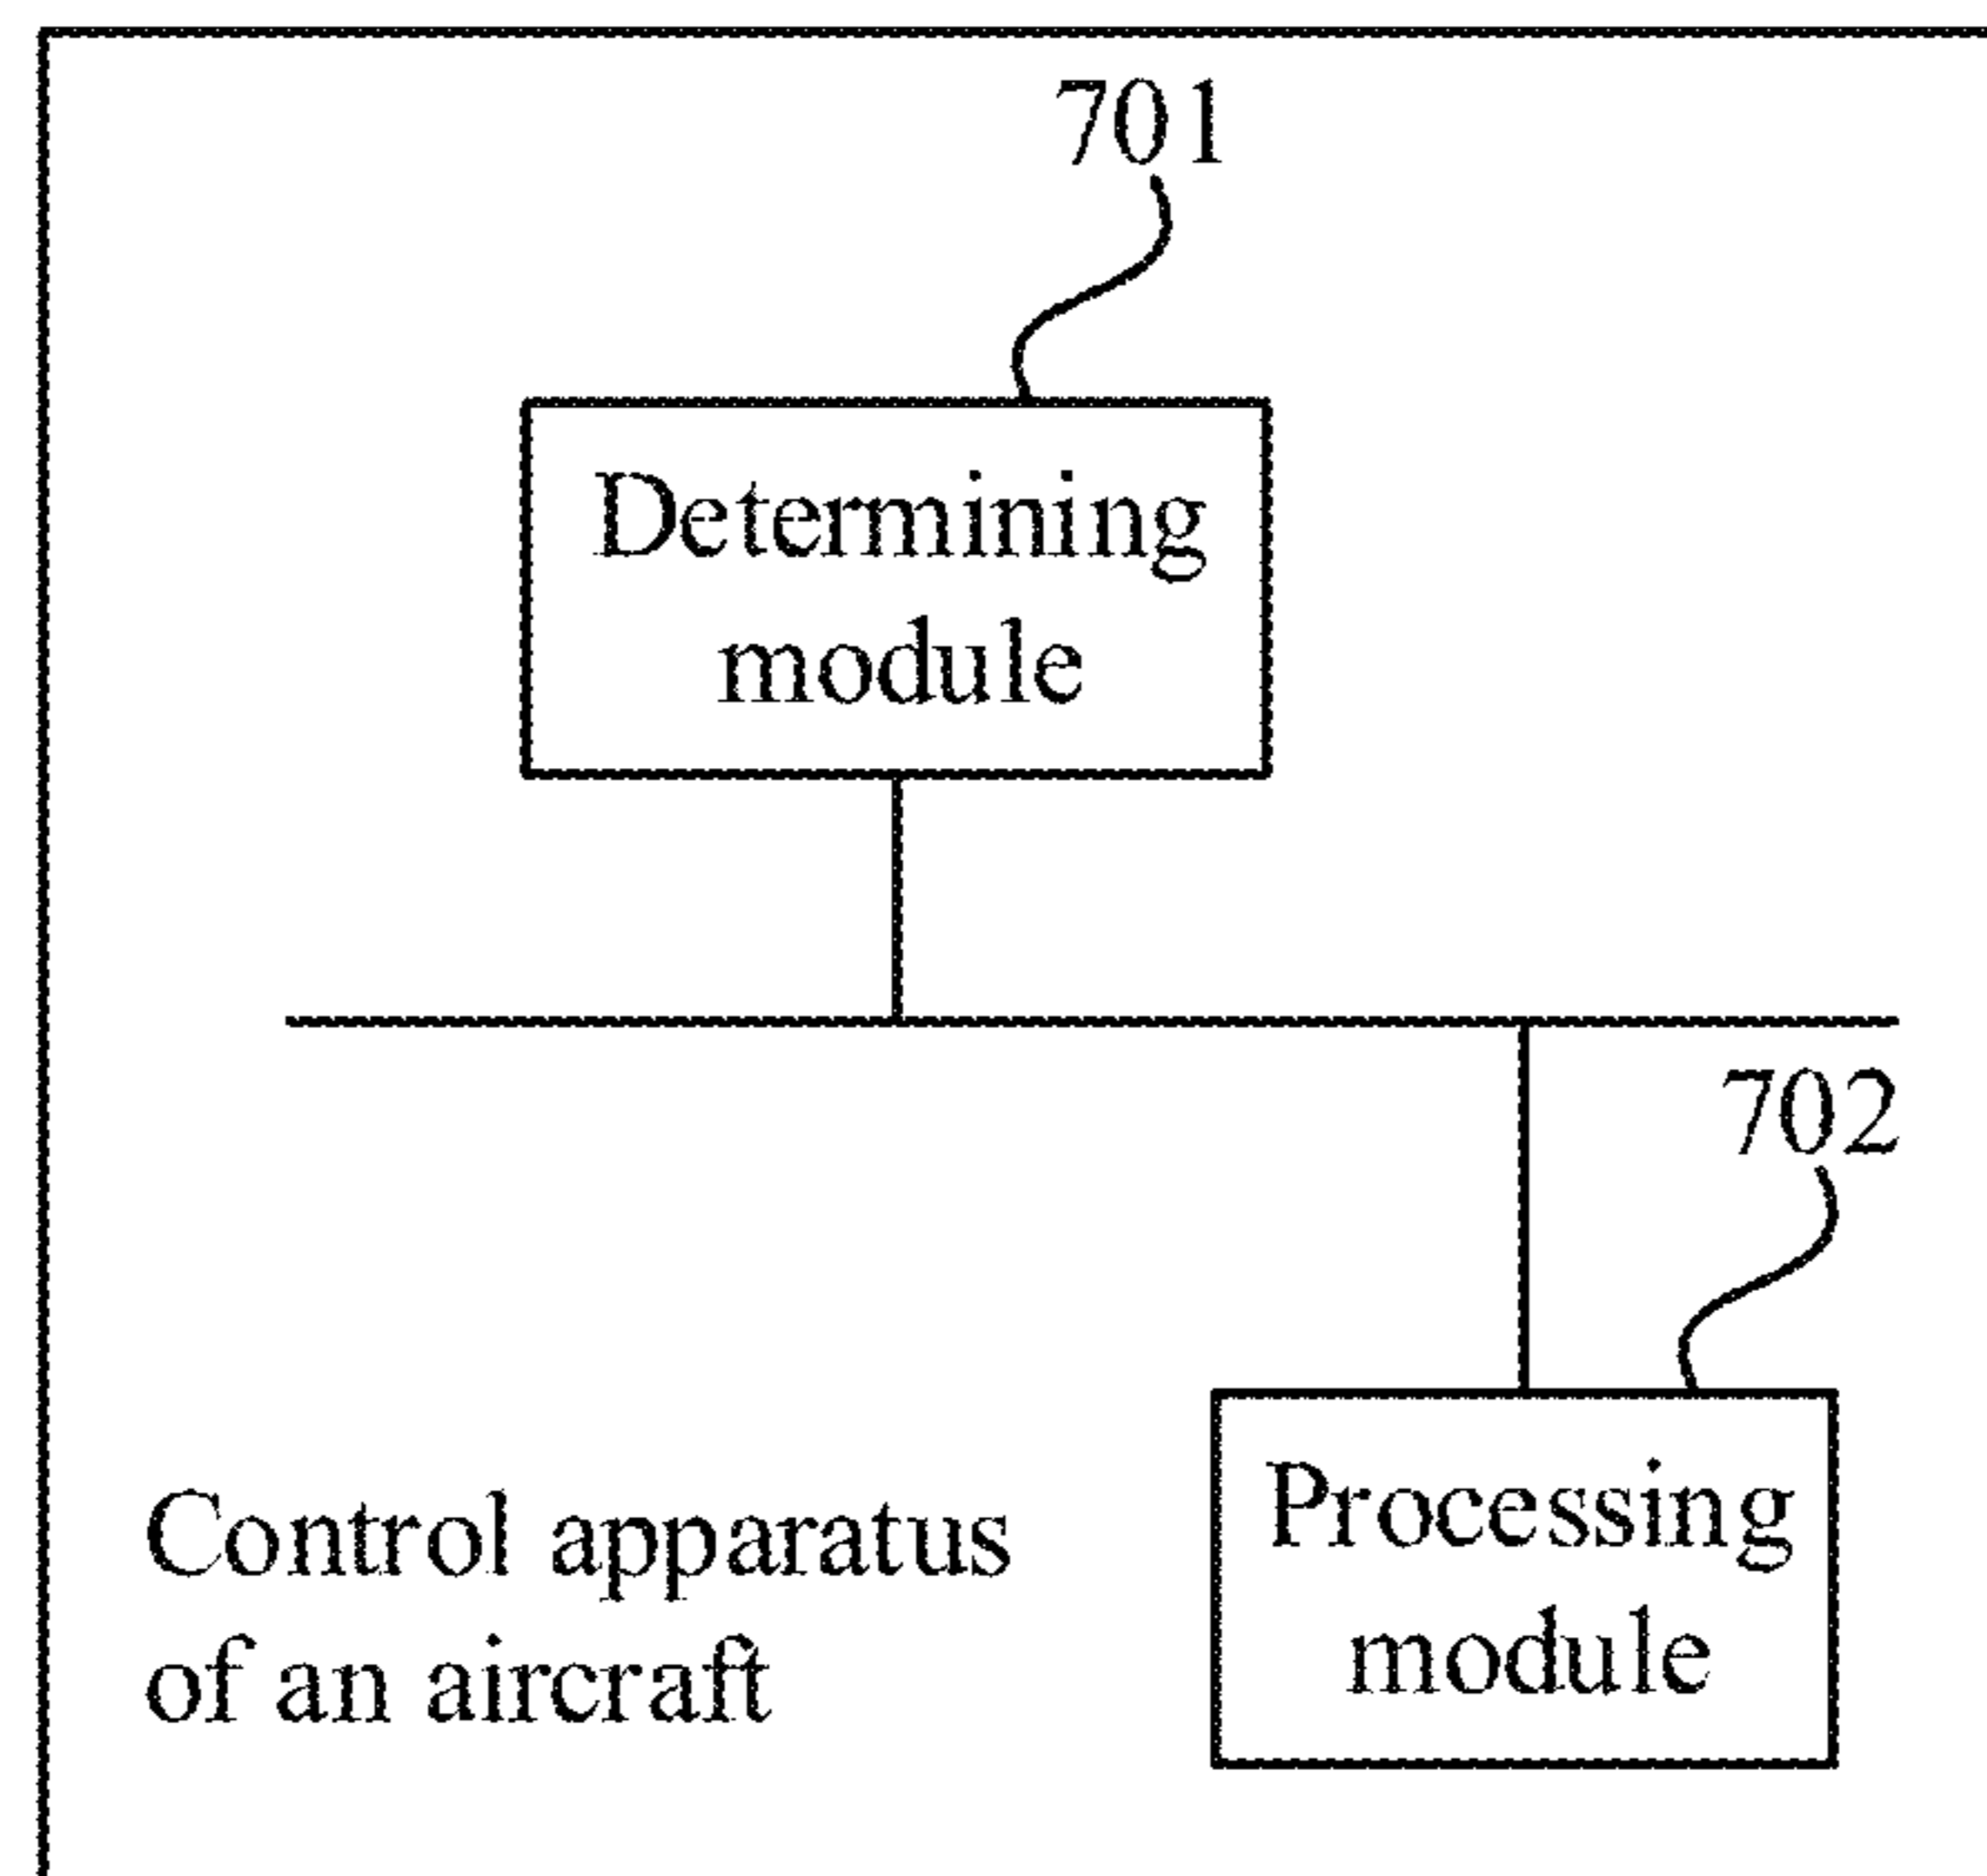 701
Determining
module
702
Processing
module
Control apparatus
of an aircraft